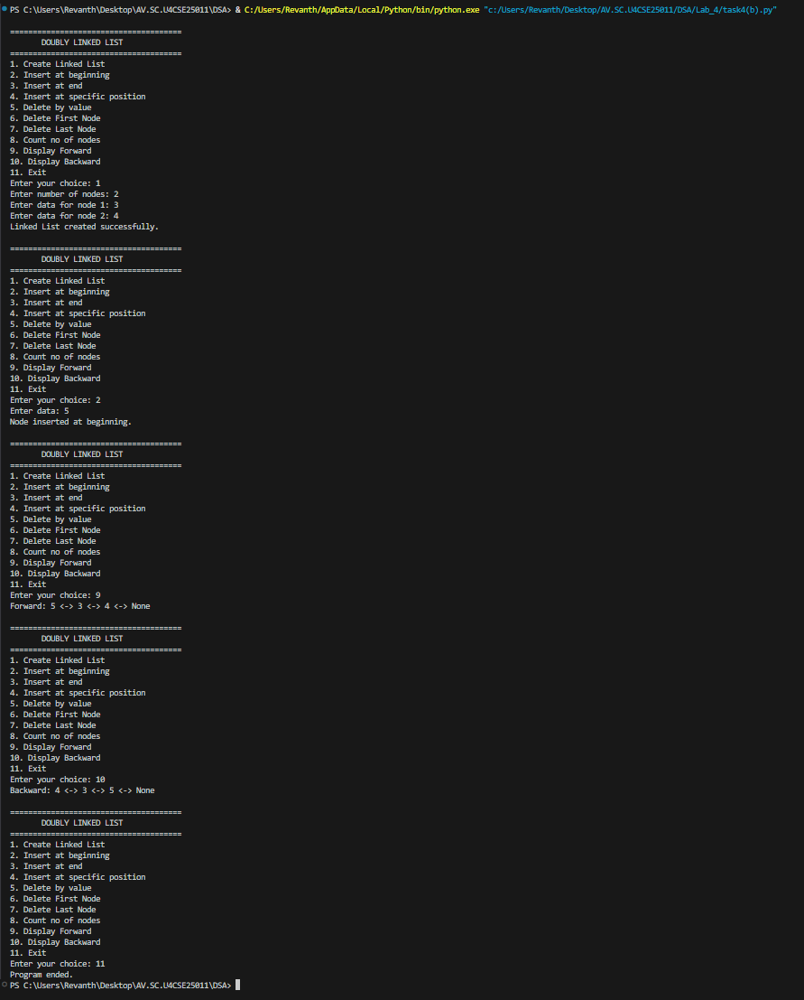 PS C:\Users\Revanth\Desktop\AV.SC.U4CSE25011\DSA> & C:/Users/Revanth/AppData/Local/Python/bin/python.exe "c:/Users/Revanth/Desktop/AV.SC.U4CSE25011/DSA/Lab_4/task4(b).py"
======================================
DOUBLY LINKED LIST
======================================
1. Create Linked List
2. Insert at beginning
3. Insert at end
4. Insert at specific position
5. Delete by value
6. Delete First Node
7. Delete Last Node
8. Count no of nodes
9. Display Forward
10. Display Backward
11. Exit
Enter your choice: 1
Enter number of nodes: 2
Enter data for node 1: 3
Enter data for node 2: 4
Linked List created successfully.
======================================
DOUBLY LINKED LIST
======================================
1. Create Linked List
2. Insert at beginning
3. Insert at end
4. Insert at specific position
5. Delete by value
6. Delete First Node
7. Delete Last Node
8. Count no of nodes
9. Display Forward
10. Display Backward
11. Exit
Enter your choice: 2
Enter data: 5
Node inserted at beginning.
======================================
DOUBLY LINKED LIST
======================================
1. Create Linked List
2. Insert at beginning
3. Insert at end
4. Insert at specific position
5. Delete by value
6. Delete First Node
7. Delete Last Node
8. Count no of nodes
9. Display Forward
10. Display Backward
11. Exit
Enter your choice: 9
Forward: 5 <-> 3 <-> 4 <-> None
======================================
DOUBLY LINKED LIST
======================================
1. Create Linked List
2. Insert at beginning
3. Insert at end
4. Insert at specific position
5. Delete by value
6. Delete First Node
7. Delete Last Node
8. Count no of nodes
9. Display Forward
10. Display Backward
11. Exit
Enter your choice: 10
Backward: 4 <-> 3 <-> 5 <-> None
======================================
DOUBLY LINKED LIST
======================================
1. Create Linked List
2. Insert at beginning
3. Insert at end
4. Insert at specific position
5. Delete by value
6. Delete First Node
7. Delete Last Node
8. Count no of nodes
9. Display Forward
10. Display Backward
11. Exit
Enter your choice: 11
Program ended.
PS C:\Users\Revanth\Desktop\AV.SC.U4CSE25011\DSA>